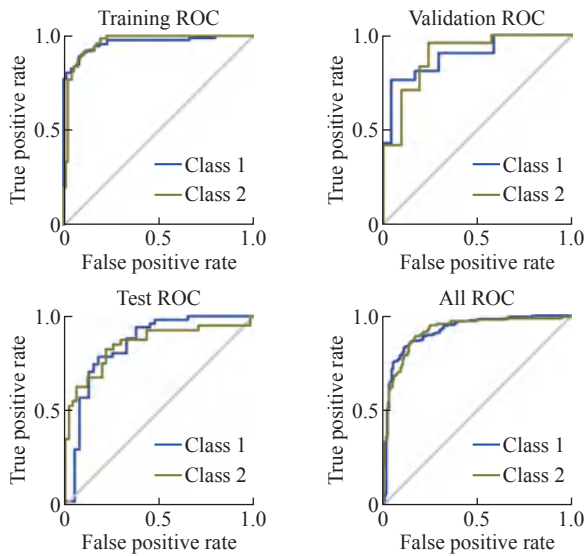 Training ROC
1.0
0.5
0
True positive rate
Class 1
Class 2
0
0.5
1.0
False positive rate
Validation ROC
1.0
0.5
0
True positive rate
Class 1
Class 2
0
0.5
1.0
False positive rate
Test ROC
1.0
0.5
0
True positive rate
Class 1
Class 2
0
0.5
1.0
False positive rate
All ROC
1.0
0.5
0
True positive rate
Class 1
Class 2
0
0.5
1.0
False positive rate